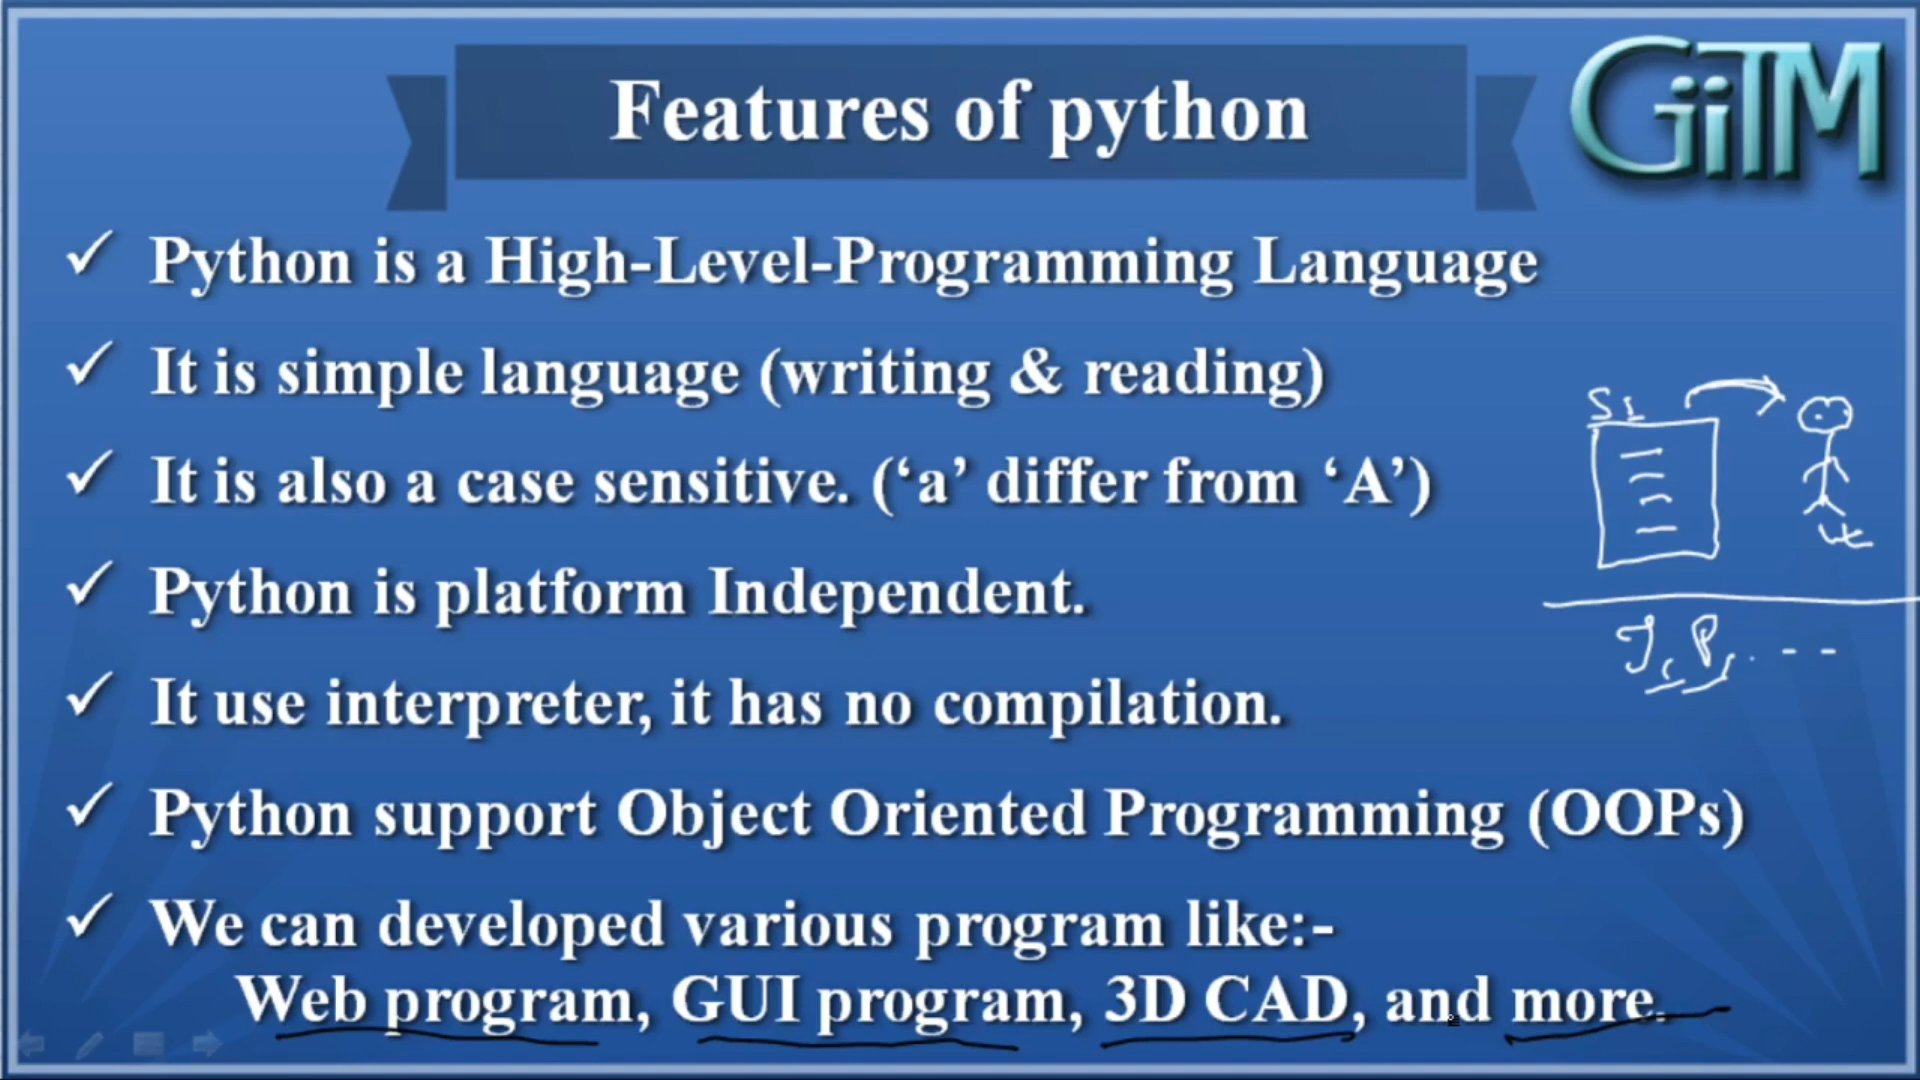 Features of python
GiiTM
✓ Python is a High-Level-Programming Language
✓ It is simple language (writing & reading)
✓ It is also a case sensitive. (‘a’ differ from ‘A’)
✓ Python is platform Independent.
✓ It use interpreter, it has no compilation.
✓ Python support Object Oriented Programming (OOPs)
✓ We can developed various program like:-
Web program, GUI program, 3D CAD, and more.